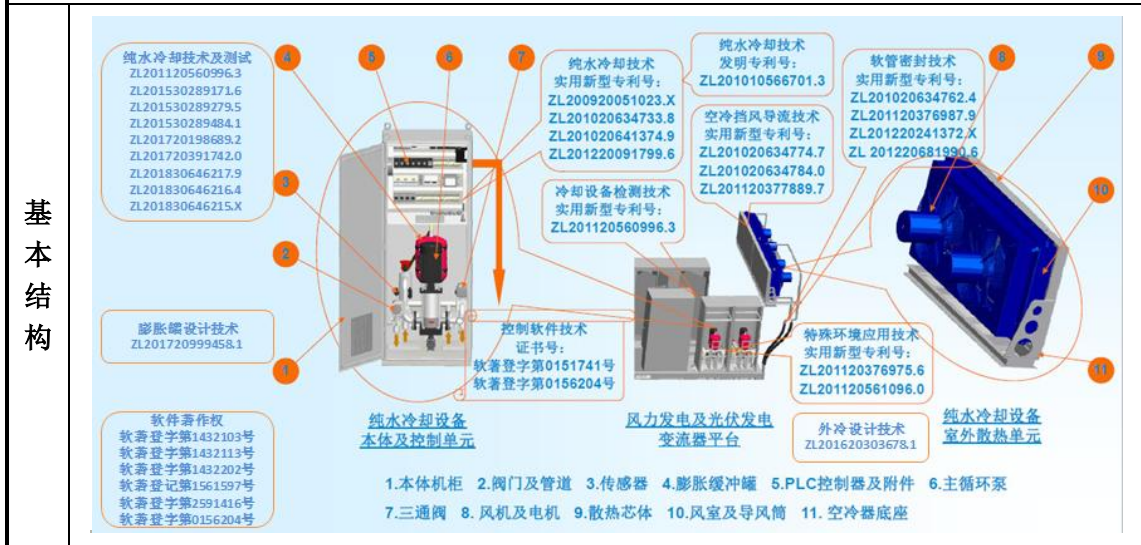 基本结构
纯水冷却技术及测试
ZL201120560996.3
ZL201530289171.6
ZL201530289279.5
ZL201530289484.1
ZL201720198689.2
ZL201720391742.0
ZL201830646217.9
ZL201830646216.4
ZL201830646215.X
膨胀罐设计技术
ZL201720999458.1
软件著作权
软著登字第1432103号
软著登字第1432113号
软著登字第1432202号
软著登记第1561597号
软著登字第2591416号
软著登字第0156204号
4
5
6
7
3
2
1
纯水冷却设备
本体及控制单元
纯水冷却技术
实用新型专利号：
ZL200920051023.X
ZL201020634733.8
ZL201020641374.9
ZL201220091799.6
纯水冷却技术
发明专利号：
ZL201010566701.3
空冷挡风导流技术
实用新型专利号：
ZL201020634774.7
ZL201020634784.0
ZL201120377889.7
冷却设备检测技术
实用新型专利号：
ZL201120560996.3
控制软件技术
证书号：
软著登字第0151741号
软著登字第0156204号
风力发电及光伏发电
变流器平台
软管密封技术
实用新型专利号：
ZL201020634762.4
ZL201120376987.9
ZL201220241372.X
ZL 201220681990.6
特殊环境应用技术
实用新型专利号：
ZL201120376975.6
ZL201120561096.0
外冷设计技术
ZL201620303678.1
8
9
10
11
纯水冷却设备
室外散热单元
1.本体机柜 2.阀门及管道 3.传感器 4.膨胀缓冲罐 5.PLC控制器及附件 6.主循环泵
7.三通阀 8. 风机及电机 9.散热芯体 10.风室及导风筒 11. 空冷器底座